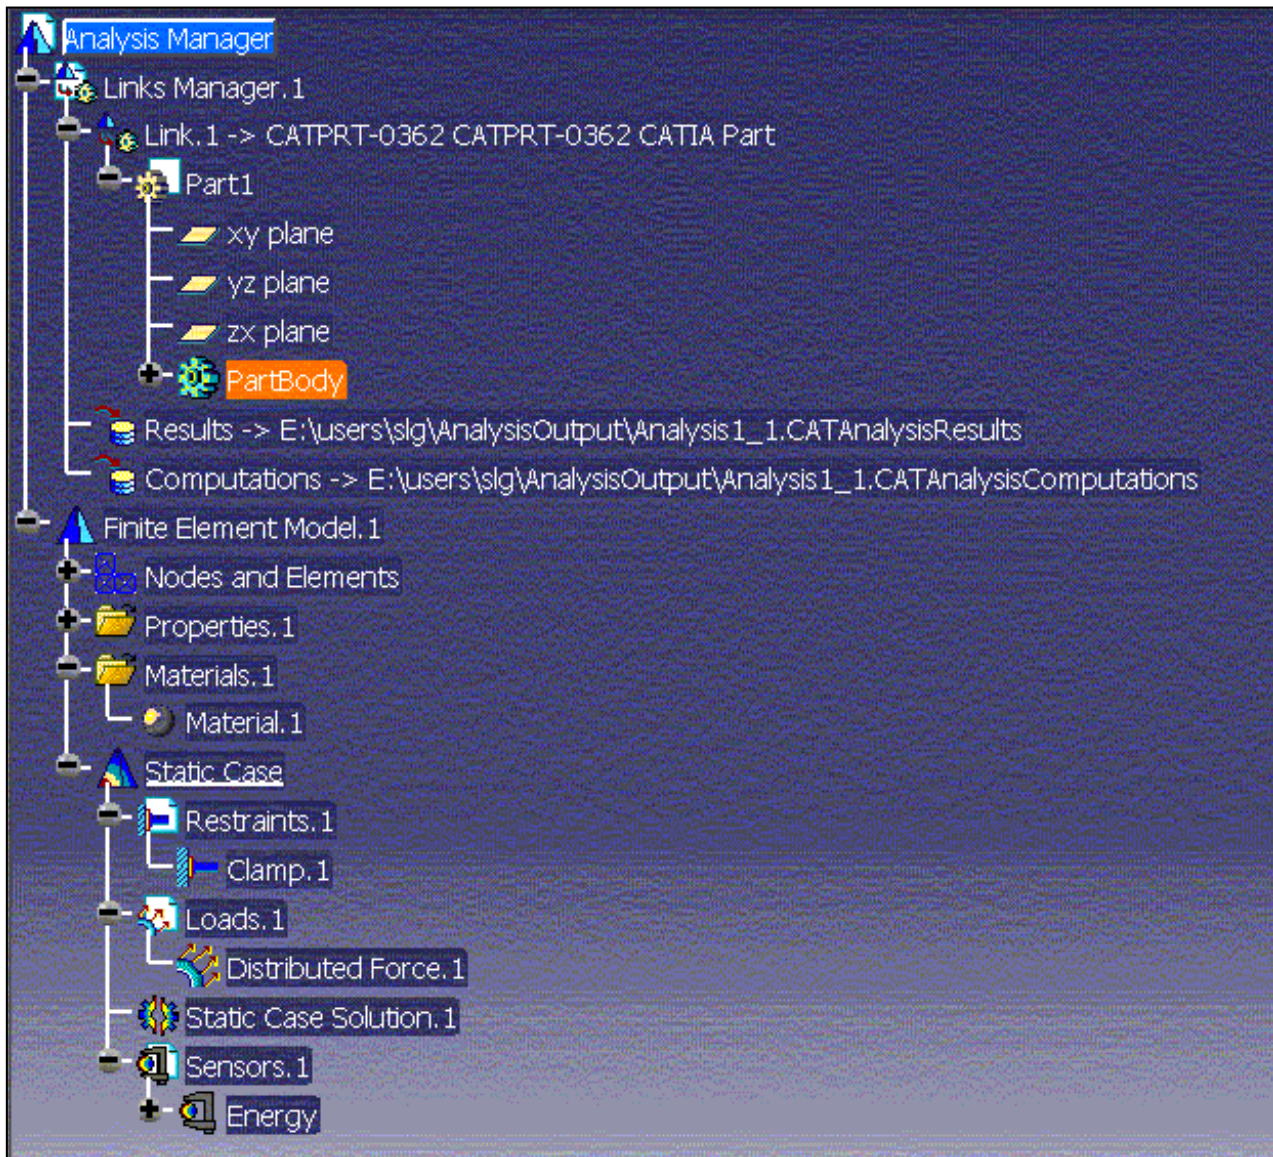 Analysis Manager
Links Manager.1
Link.1 -> CATPRT-0362 CATPRT-0362 CATIA Part
Part1
xy plane
yz plane
zx plane
PartBody
Results -> E:\users\slg\AnalysisOutput\Analysis1_1.CATAnalysisResults
Computations -> E:\users\slg\AnalysisOutput\Analysis1_1.CATAnalysisComputations
Finite Element Model.1
Nodes and Elements
Properties.1
Materials.1
Material.1
Static Case
Restraints.1
Clamp.1
Loads.1
Distributed Force.1
Static Case Solution.1
Sensors.1
Energy